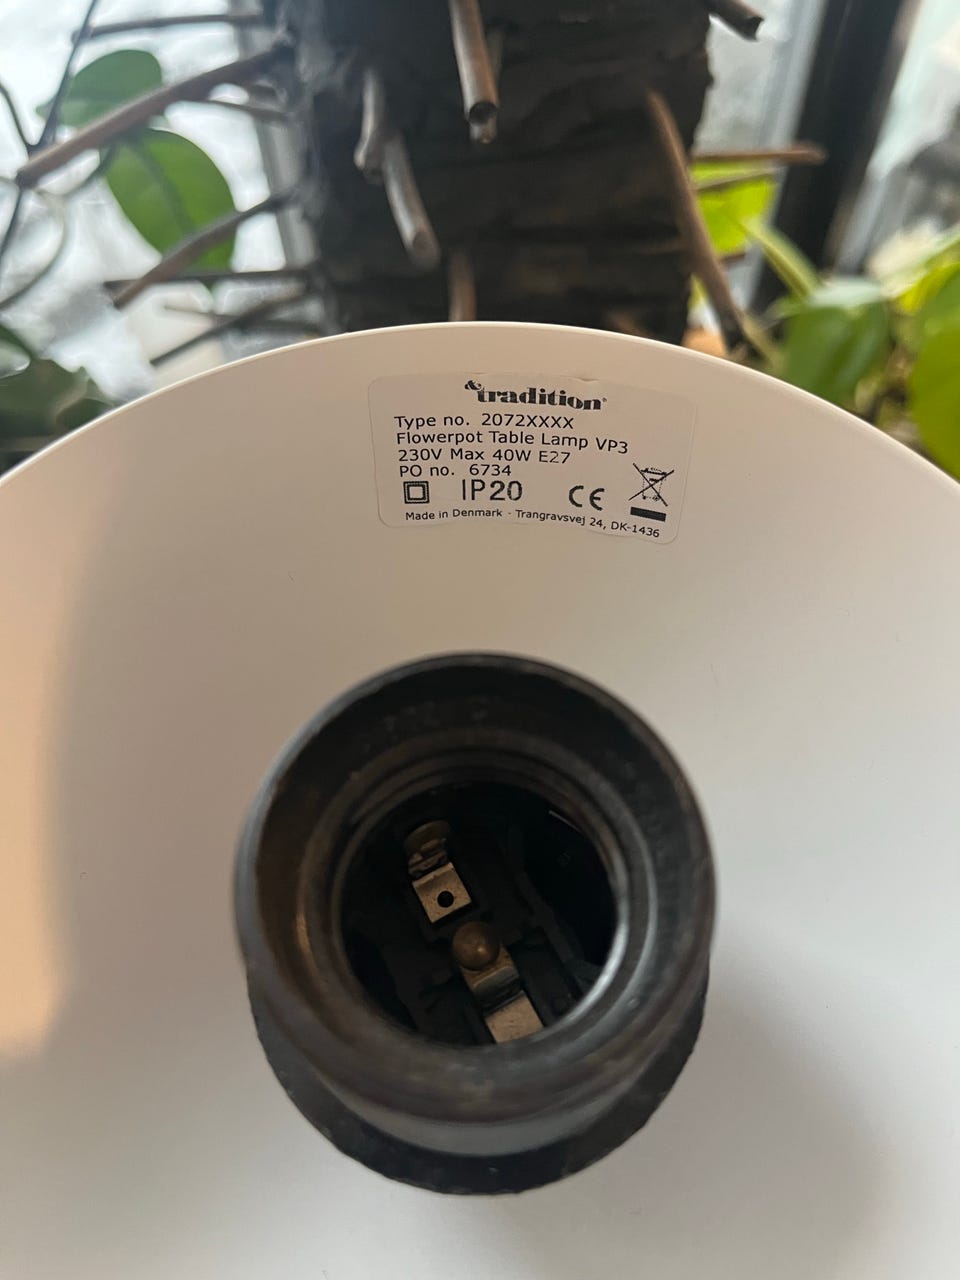 &tradition®
Type no. 2072XXXX
Flowerpot Table Lamp VP3
230V Max 40W E27
PO no. 6734
IP20 CE
Made in Denmark · Trangravsvej 24, DK-1436